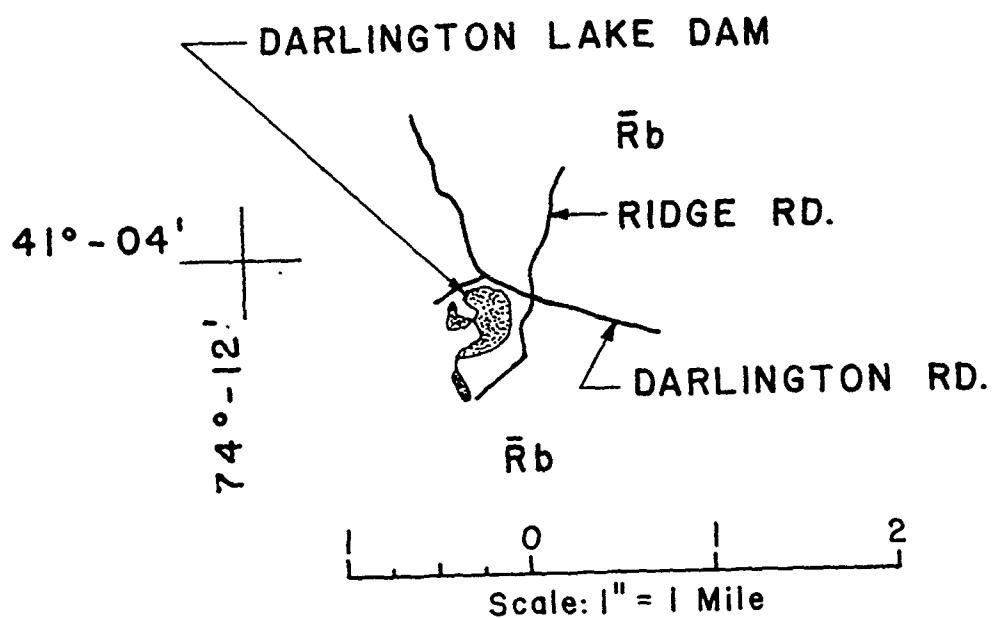 DARLINGTON LAKE DAM
R̄b
RIDGE RD.
41°-04'
74°-12'
DARLINGTON RD.
R̄b
1 0 1 2
Scale: 1" = 1 Mile